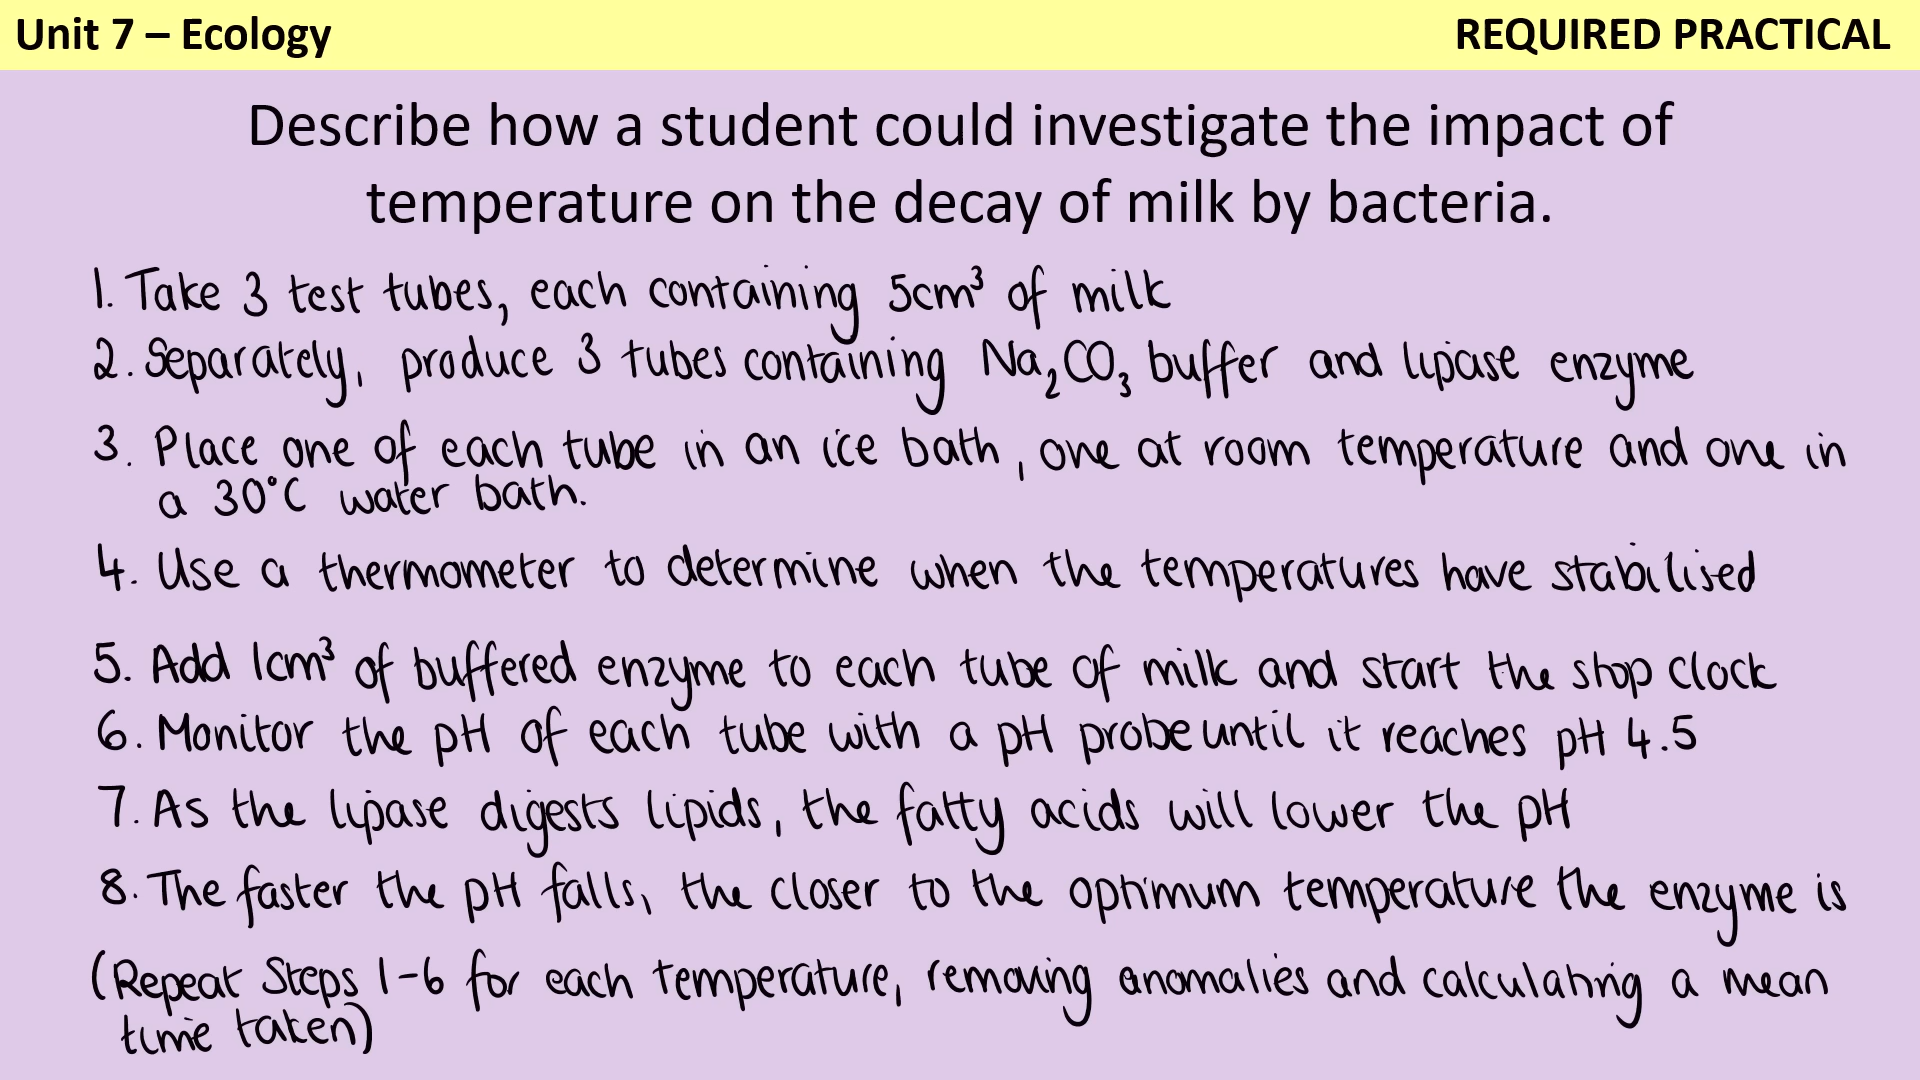 Unit 7 – Ecology
REQUIRED PRACTICAL
Describe how a student could investigate the impact of
temperature on the decay of milk by bacteria.
1. Take 3 test tubes, each containing 5cm³ of milk
2. Separately, produce 3 tubes containing Na₂CO₃ buffer and lipase enzyme
3. Place one of each tube in an ice bath, one at room temperature and one in
a 30°C water bath.
4. Use a thermometer to determine when the temperatures have stabilised
5. Add 1cm³ of buffered enzyme to each tube of milk and start the stop clock
6. Monitor the pH of each tube with a pH probe until it reaches pH 4.5
7. As the lipase digests lipids, the fatty acids will lower the pH
8. The faster the pH falls, the closer to the optimum temperature the enzyme is
(Repeat Steps 1-6 for each temperature, removing anomalies and calculating a mean
time taken)